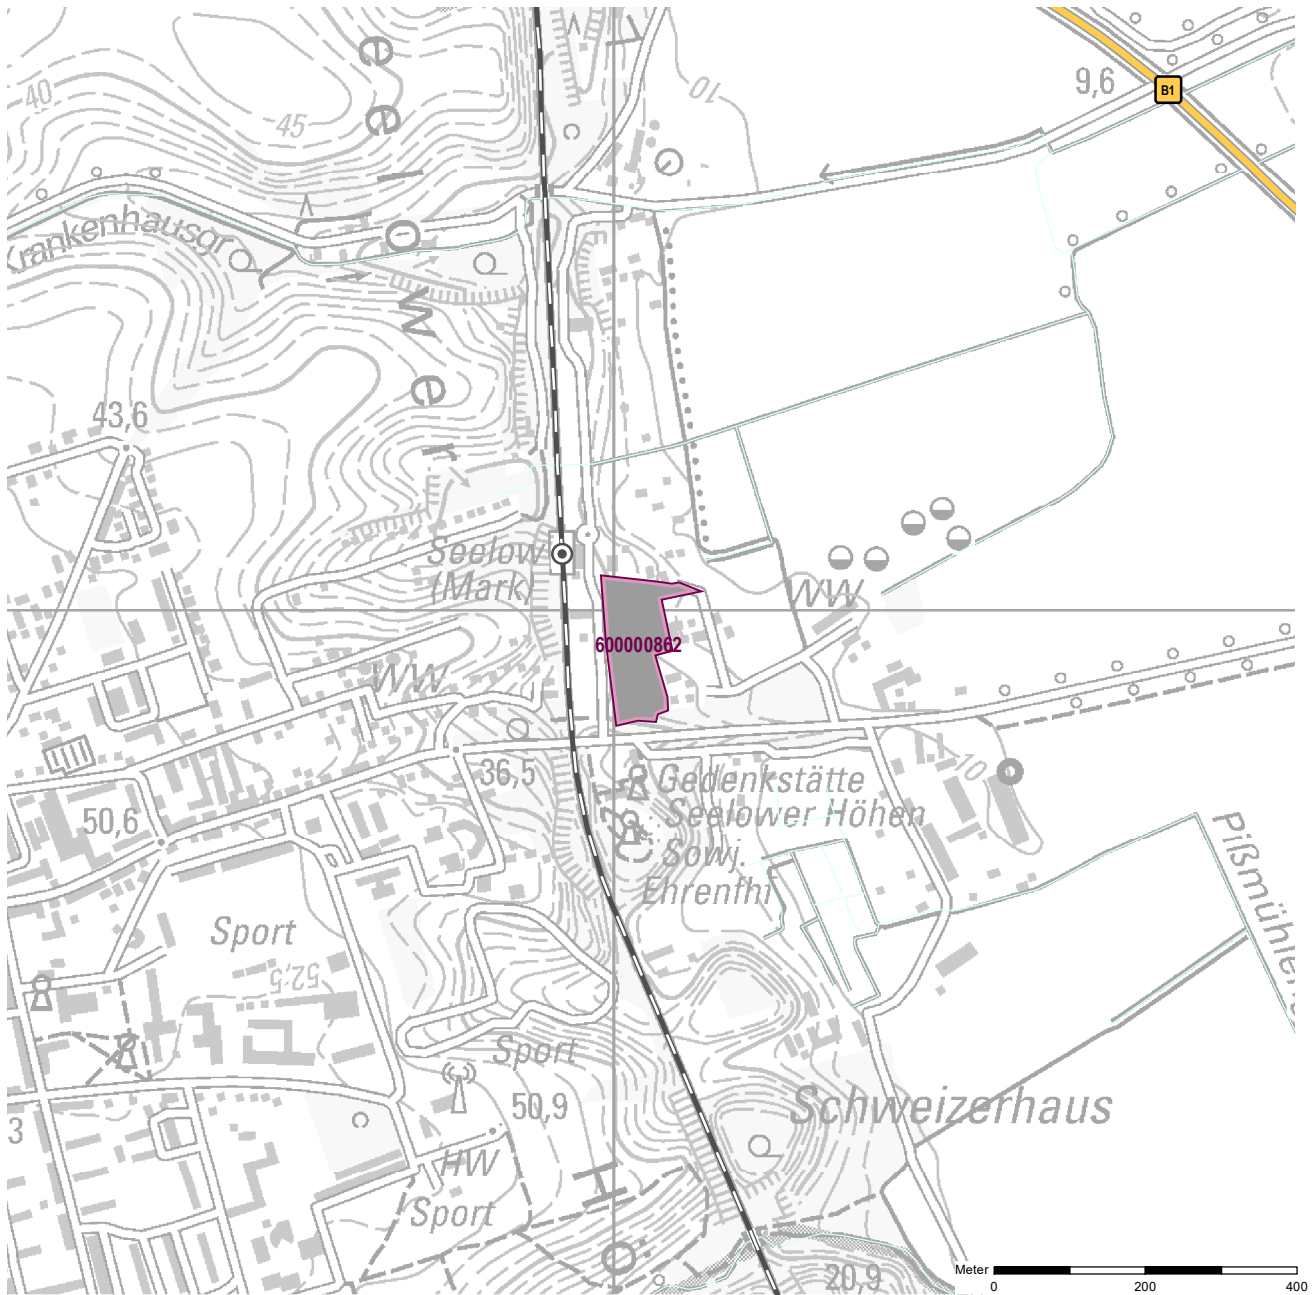 e
10
9,6
B1
40
45
e
l
Krankenhausgr
o
w
e
43,6
r
Seelow
(Mark)
WW
600000862
WW
36,5
Gedenkstätte
10
50,6
Seelower Höhen
Sowj.
Ehrenfhf
Sport
52,5
Sport
50,9
Schweizerhaus
3
HW
Sport
H
ö
20,9
Meter
0
200
400